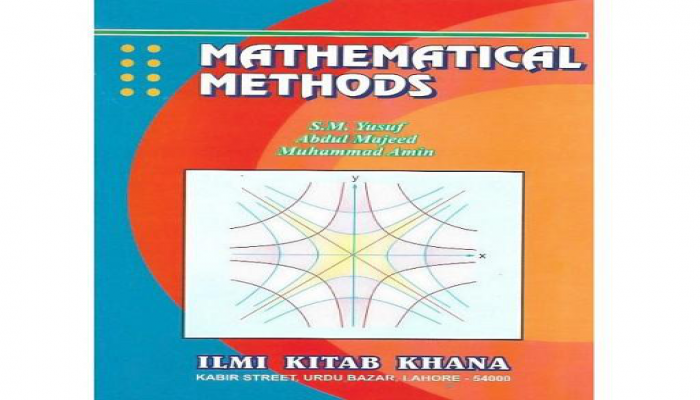 MATHEMATICAL
METHODS
S.M. Yusuf
Abdul Majeed
Muhammad Amin
y
x
ILMI KITAB KHANA
KABIR STREET, URDU BAZAR, LAHORE - 54000